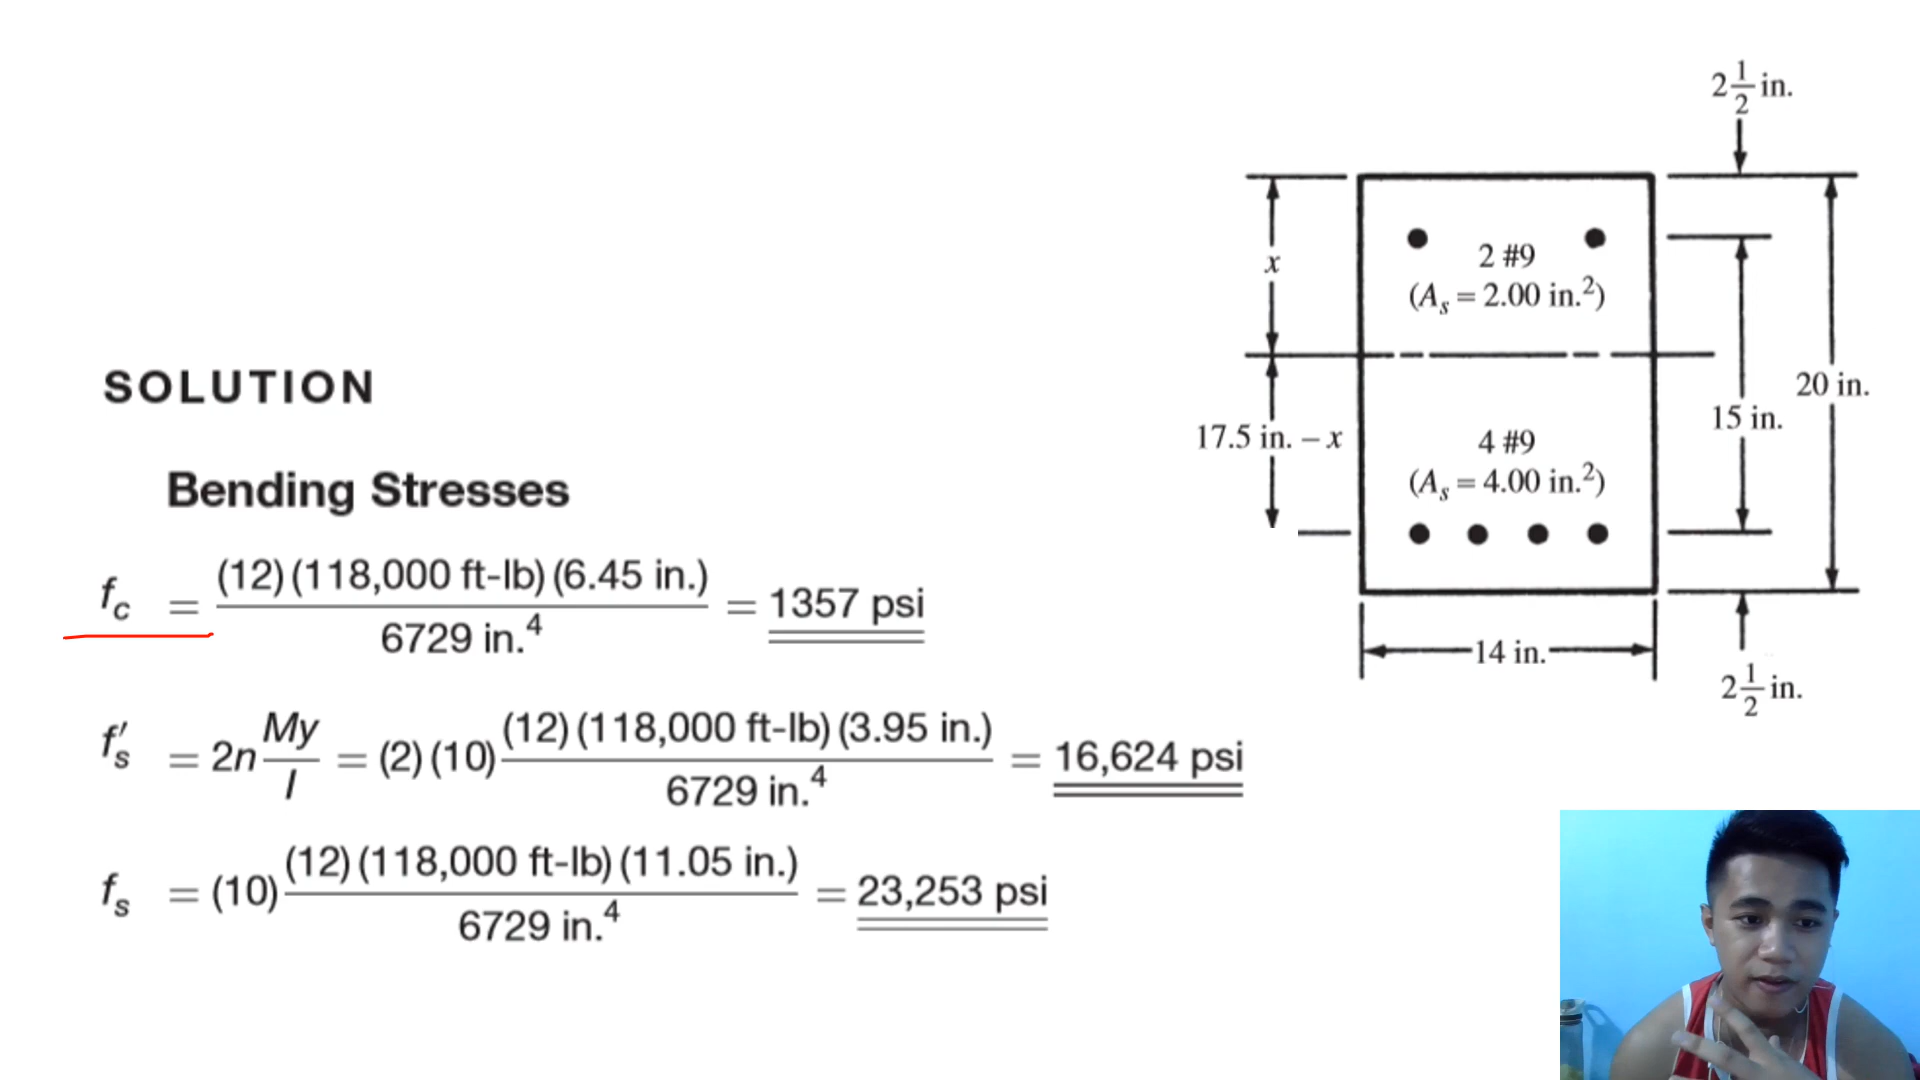 SOLUTION
Bending Stresses
f_c = (12)(118,000 ft-lb)(6.45 in.) / 6729 in.⁴ = 1357 psi
f'_s = 2n My/I = (2)(10) (12)(118,000 ft-lb)(3.95 in.) / 6729 in.⁴ = 16,624 psi
f_s = (10) (12)(118,000 ft-lb)(11.05 in.) / 6729 in.⁴ = 23,253 psi
2 1/2 in.
x
2 #9
(A_s = 2.00 in.²)
20 in.
15 in.
17.5 in. – x
4 #9
(A_s = 4.00 in.²)
14 in.
2 1/2 in.